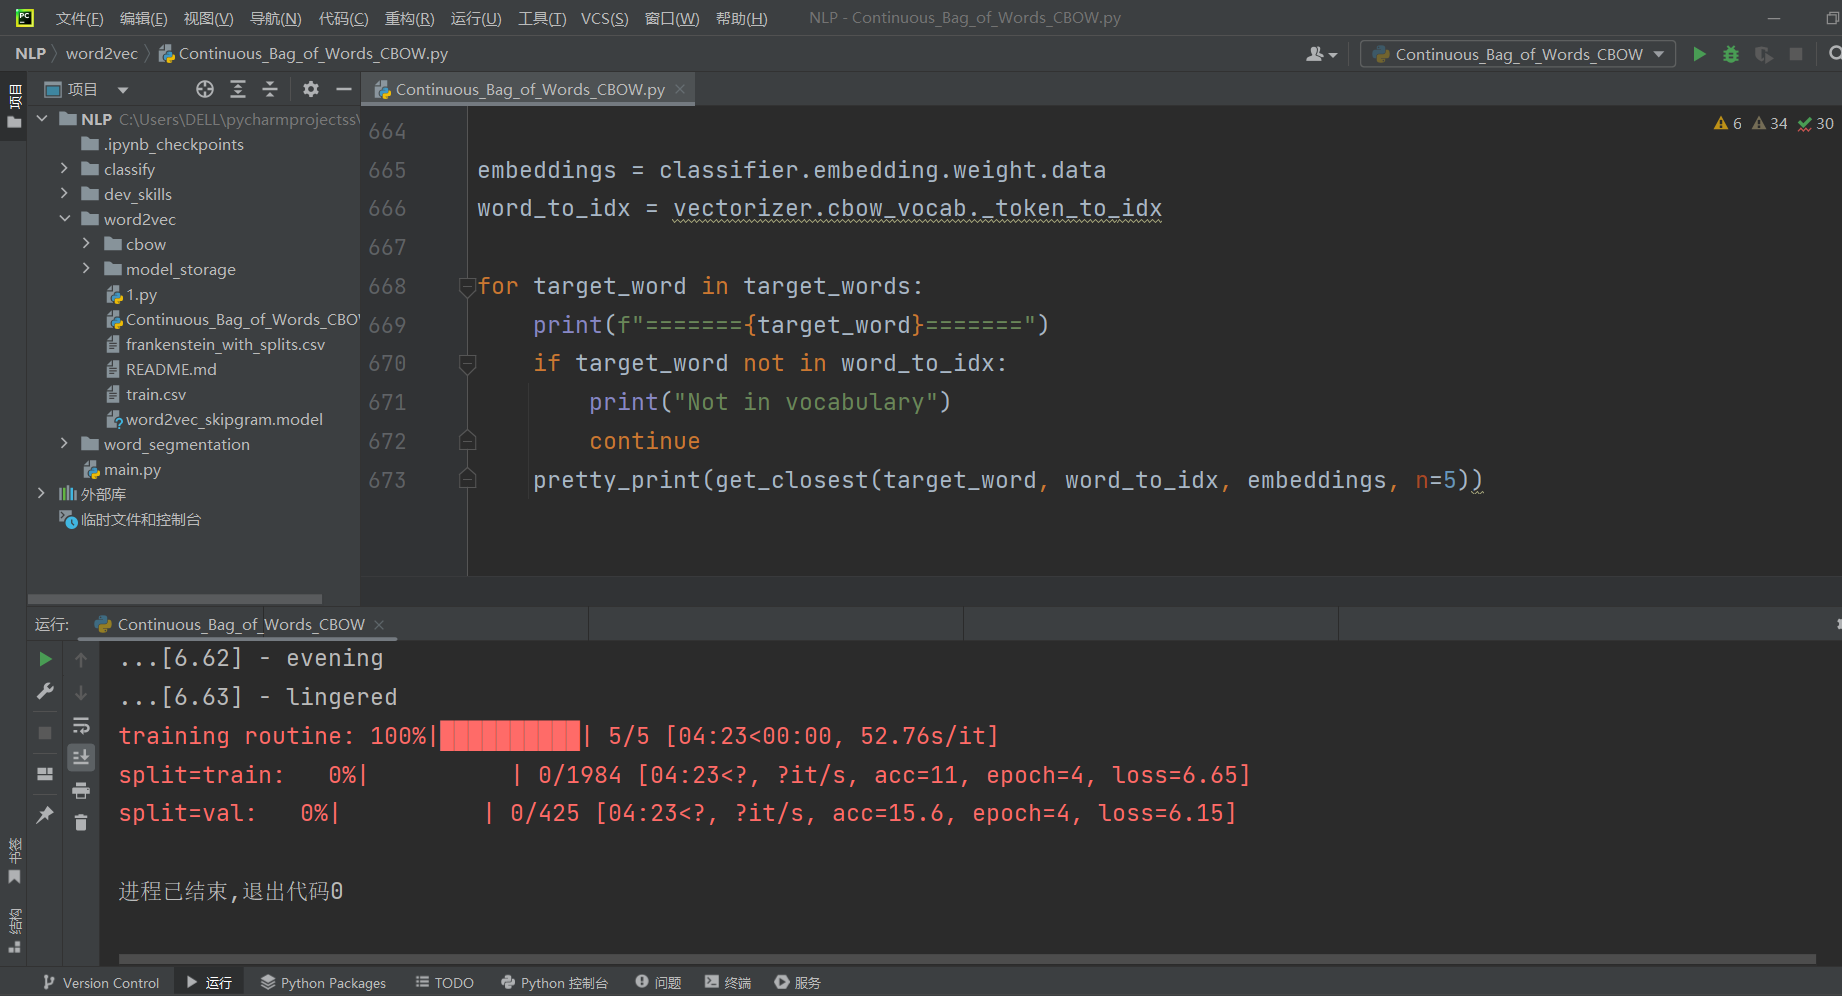 PC 文件(F) 编辑(E) 视图(V) 导航(N) 代码(C) 重构(R) 运行(U) 工具(T) VCS(S) 窗口(W) 帮助(H) NLP - Continuous_Bag_of_Words_CBOW.py
NLP word2vec Continuous_Bag_of_Words_CBOW.py Continuous_Bag_of_Words_CBOW
项目
项目
Continuous_Bag_of_Words_CBOW.py
NLP C:\Users\DELL\pycharmprojectss\
.ipynb_checkpoints
classify
dev_skills
word2vec
cbow
model_storage
1.py
Continuous_Bag_of_Words_CBO
frankenstein_with_splits.csv
README.md
train.csv
word2vec_skipgram.model
word_segmentation
main.py
外部库
临时文件和控制台
6 34 30
664
665 embeddings = classifier.embedding.weight.data
666 word_to_idx = vectorizer.cbow_vocab._token_to_idx
667
668 for target_word in target_words:
669 print(f"======={target_word}=======")
670 if target_word not in word_to_idx:
671 print("Not in vocabulary")
672 continue
673 pretty_print(get_closest(target_word, word_to_idx, embeddings, n=5))
运行: Continuous_Bag_of_Words_CBOW
...[6.62] - evening
...[6.63] - lingered
training routine: 100%|██████████| 5/5 [04:23<00:00, 52.76s/it]
split=train:   0%|          | 0/1984 [04:23<?, ?it/s, acc=11, epoch=4, loss=6.65]
split=val:   0%|          | 0/425 [04:23<?, ?it/s, acc=15.6, epoch=4, loss=6.15]
进程已结束,退出代码0
书签
结构
Version Control 运行 Python Packages TODO Python 控制台 问题 终端 服务